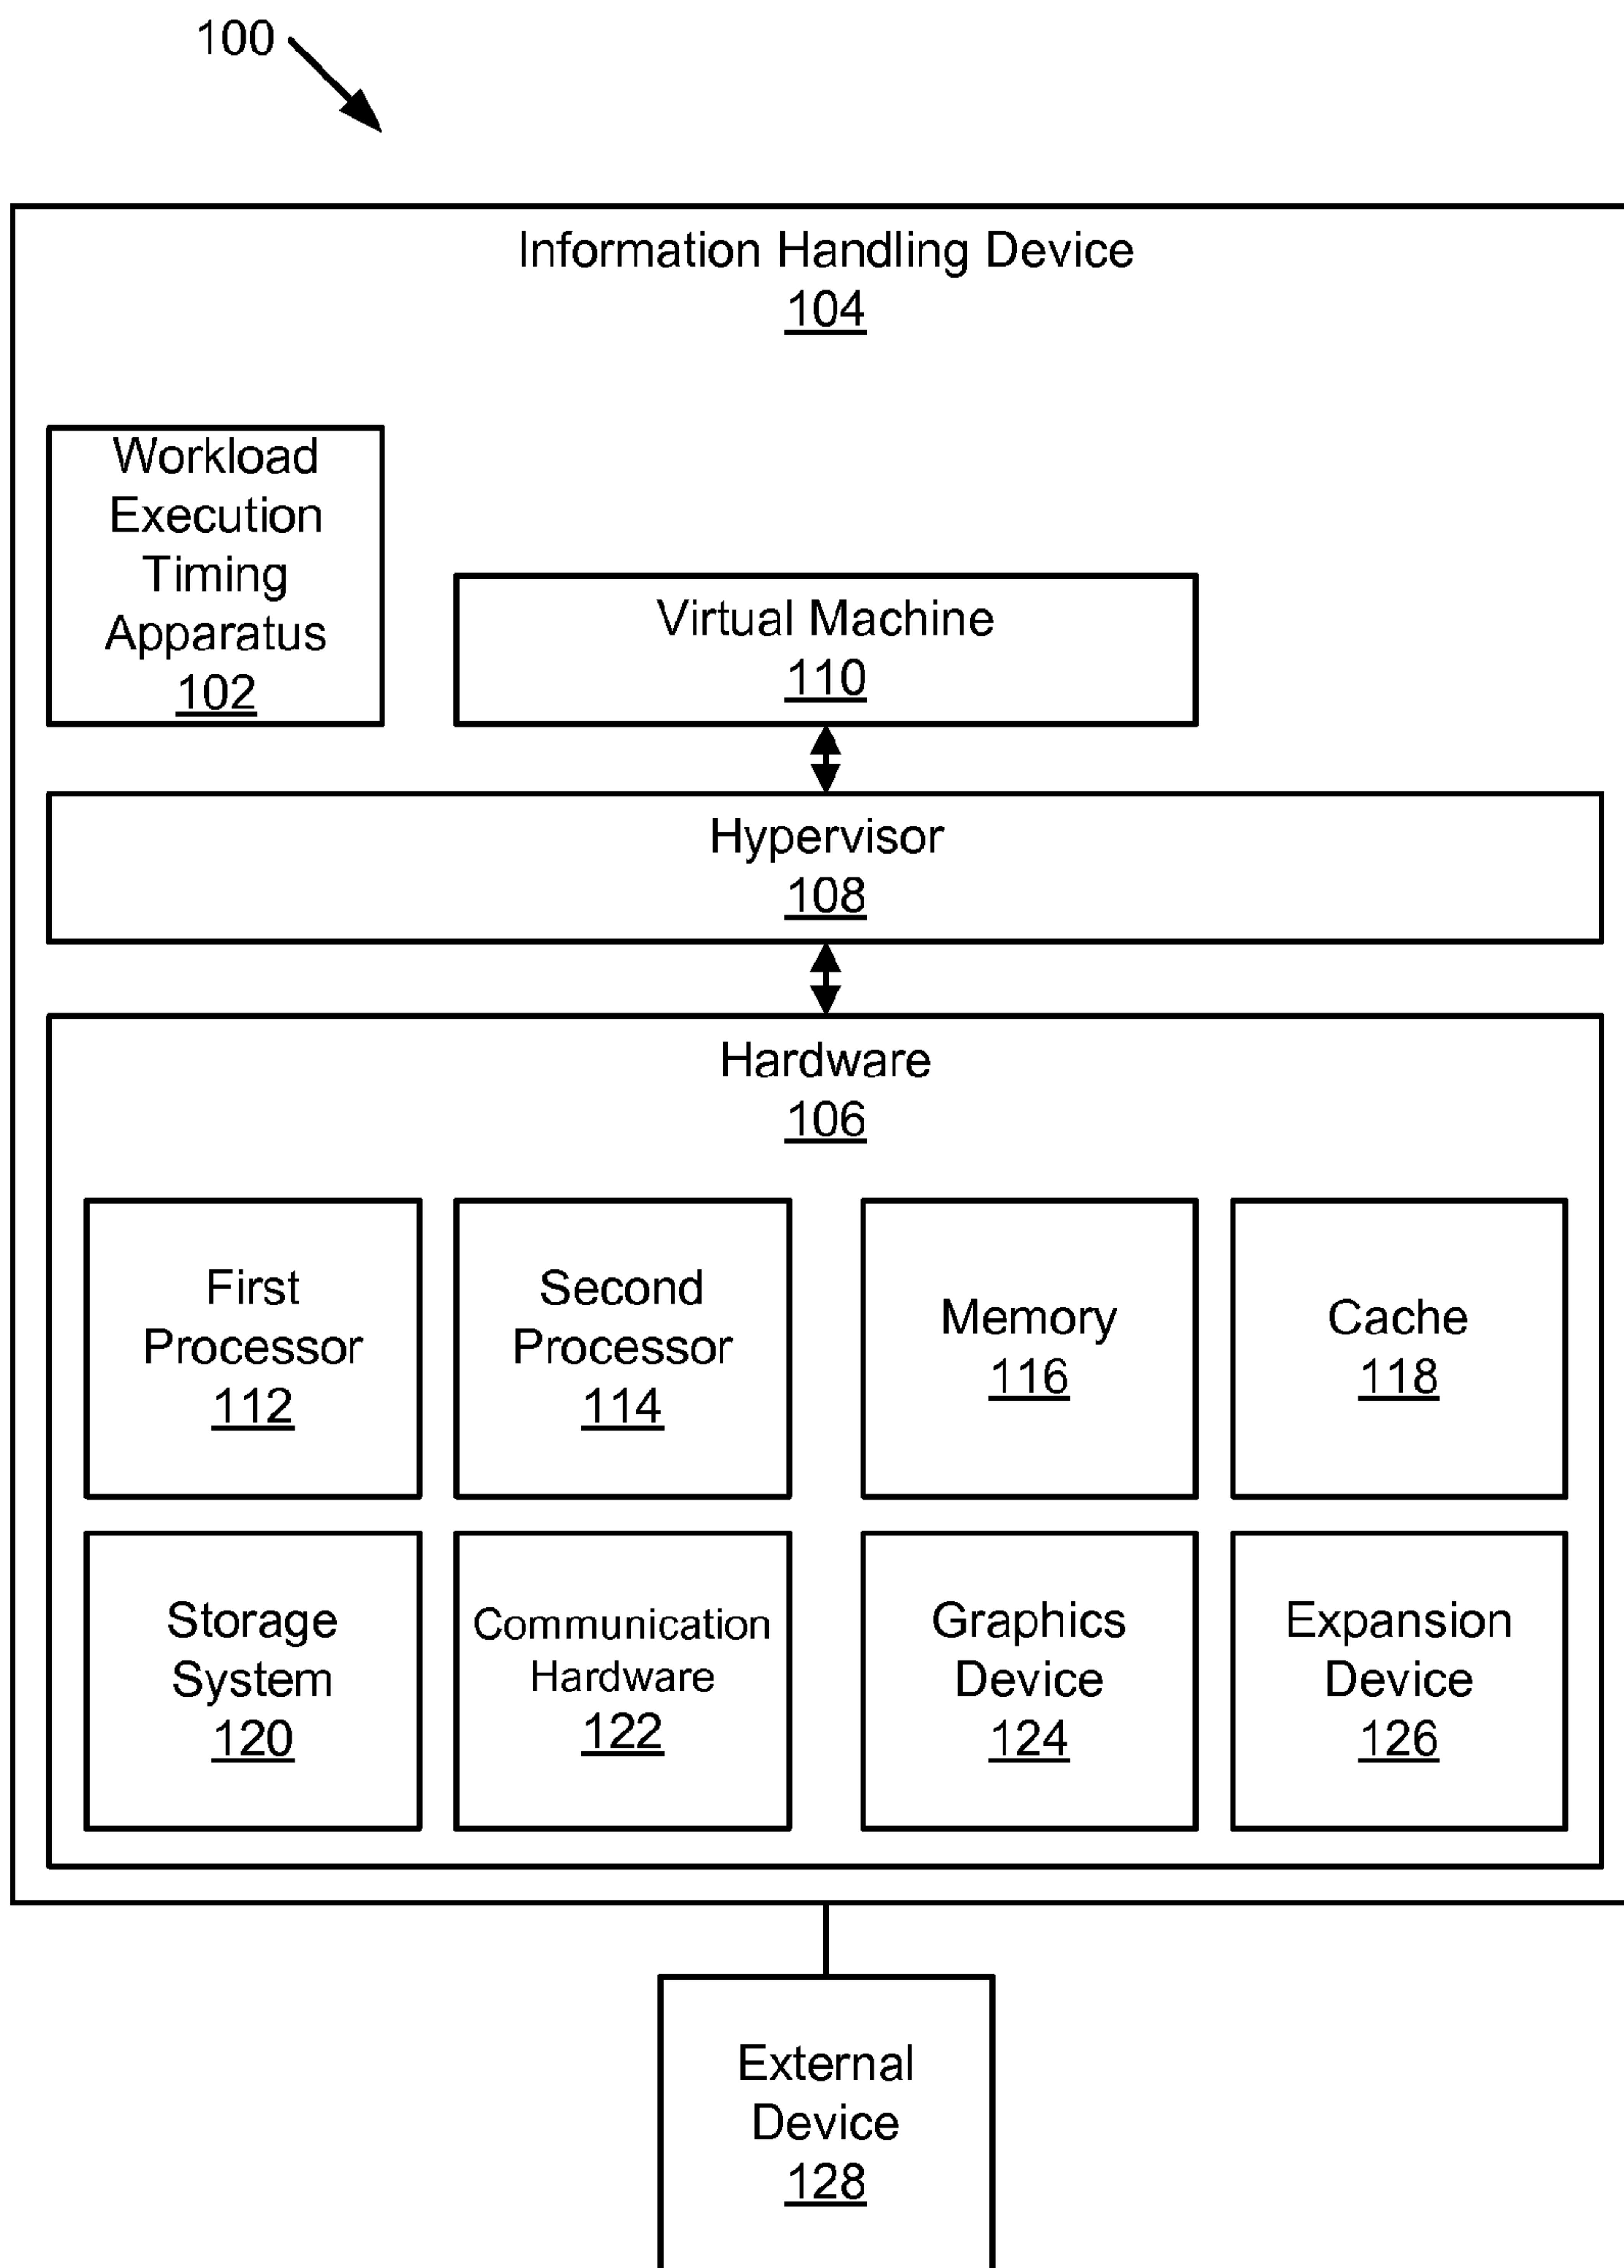 100
Information Handling Device
104
Workload
Execution
Timing
Apparatus
102
Virtual Machine
110
Hypervisor
108
Hardware
106
First
Processor
112
Second
Processor
114
Memory
116
Cache
118
Storage
System
120
Communication
Hardware
122
Graphics
Device
124
Expansion
Device
126
External
Device
128